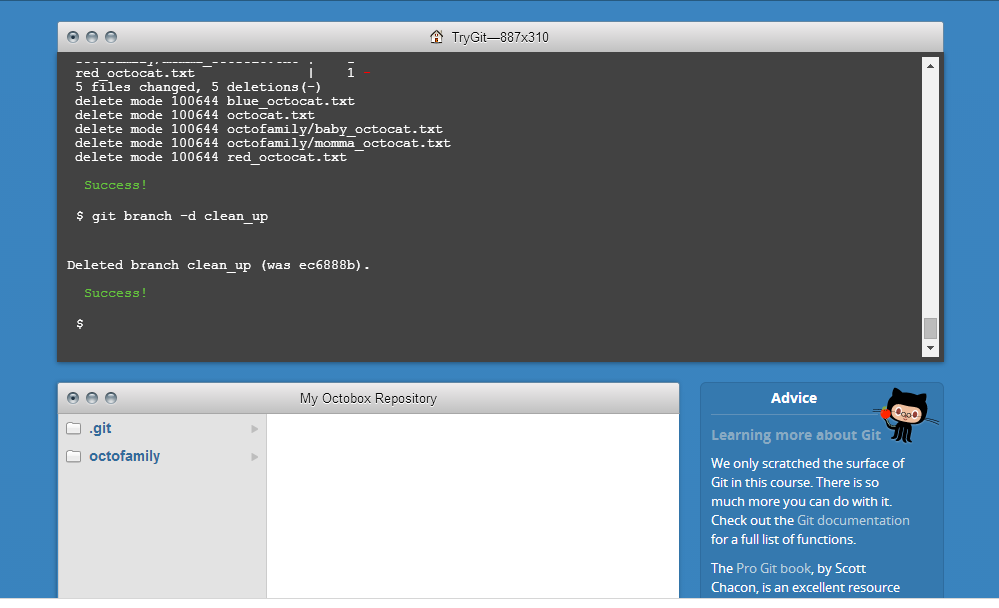 TryGit—887x310
red_octocat.txt | 1 -
5 files changed, 5 deletions(-)
delete mode 100644 blue_octocat.txt
delete mode 100644 octocat.txt
delete mode 100644 octofamily/baby_octocat.txt
delete mode 100644 octofamily/momma_octocat.txt
delete mode 100644 red_octocat.txt
Success!
$ git branch -d clean_up
Deleted branch clean_up (was ec6888b).
Success!
$
My Octobox Repository
.git
octofamily
Advice
Learning more about Git
We only scratched the surface of
Git in this course. There is so
much more you can do with it.
Check out the Git documentation
for a full list of functions.
The Pro Git book, by Scott
Chacon, is an excellent resource